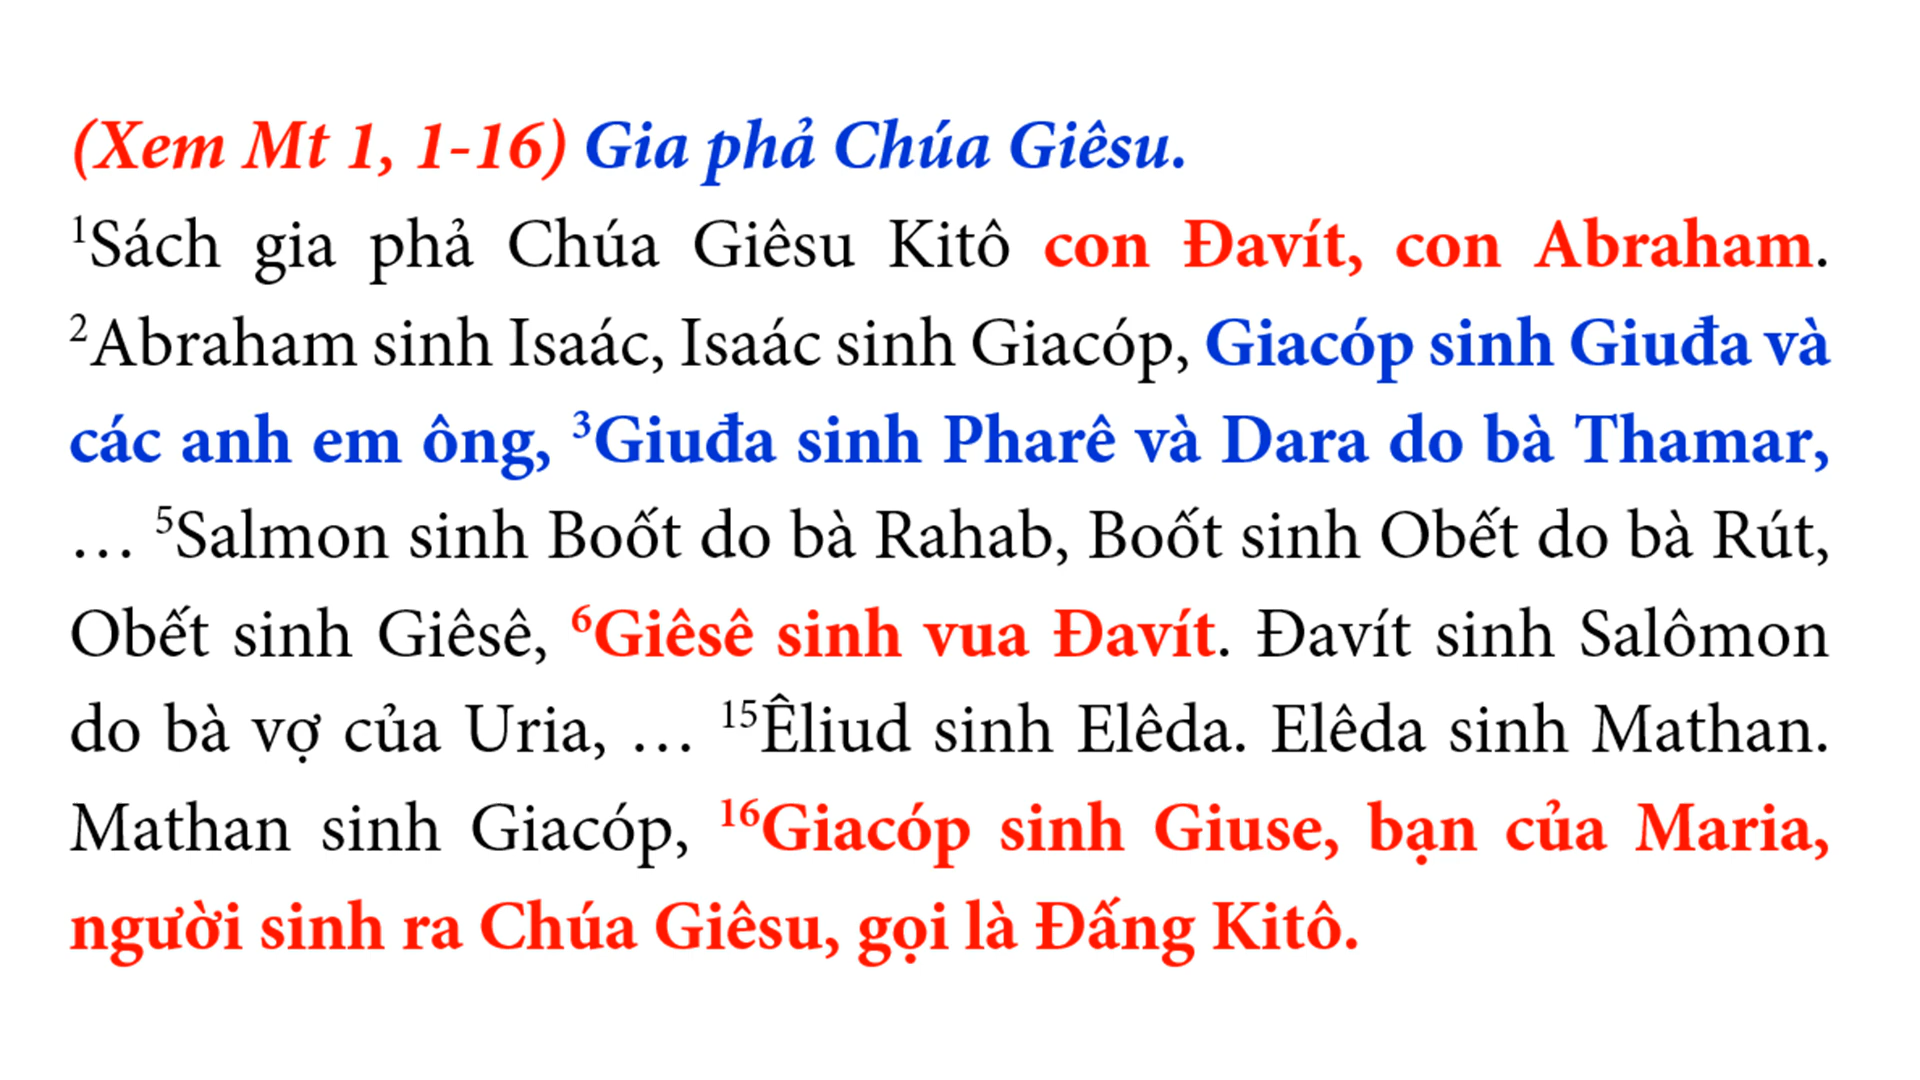 (Xem Mt 1, 1-16) Gia phả Chúa Giêsu.
¹Sách gia phả Chúa Giêsu Kitô con Đavít, con Abraham.
²Abraham sinh Isaác, Isaác sinh Giacóp, Giacóp sinh Giuđa và
các anh em ông, ³Giuđa sinh Pharê và Dara do bà Thamar,
… ⁵Salmon sinh Boốt do bà Rahab, Boốt sinh Obết do bà Rút,
Obết sinh Giêsê, ⁶Giêsê sinh vua Đavít. Đavít sinh Salômon
do bà vợ của Uria, … ¹⁵Êliud sinh Elêda. Elêda sinh Mathan.
Mathan sinh Giacóp, ¹⁶Giacóp sinh Giuse, bạn của Maria,
người sinh ra Chúa Giêsu, gọi là Đấng Kitô.